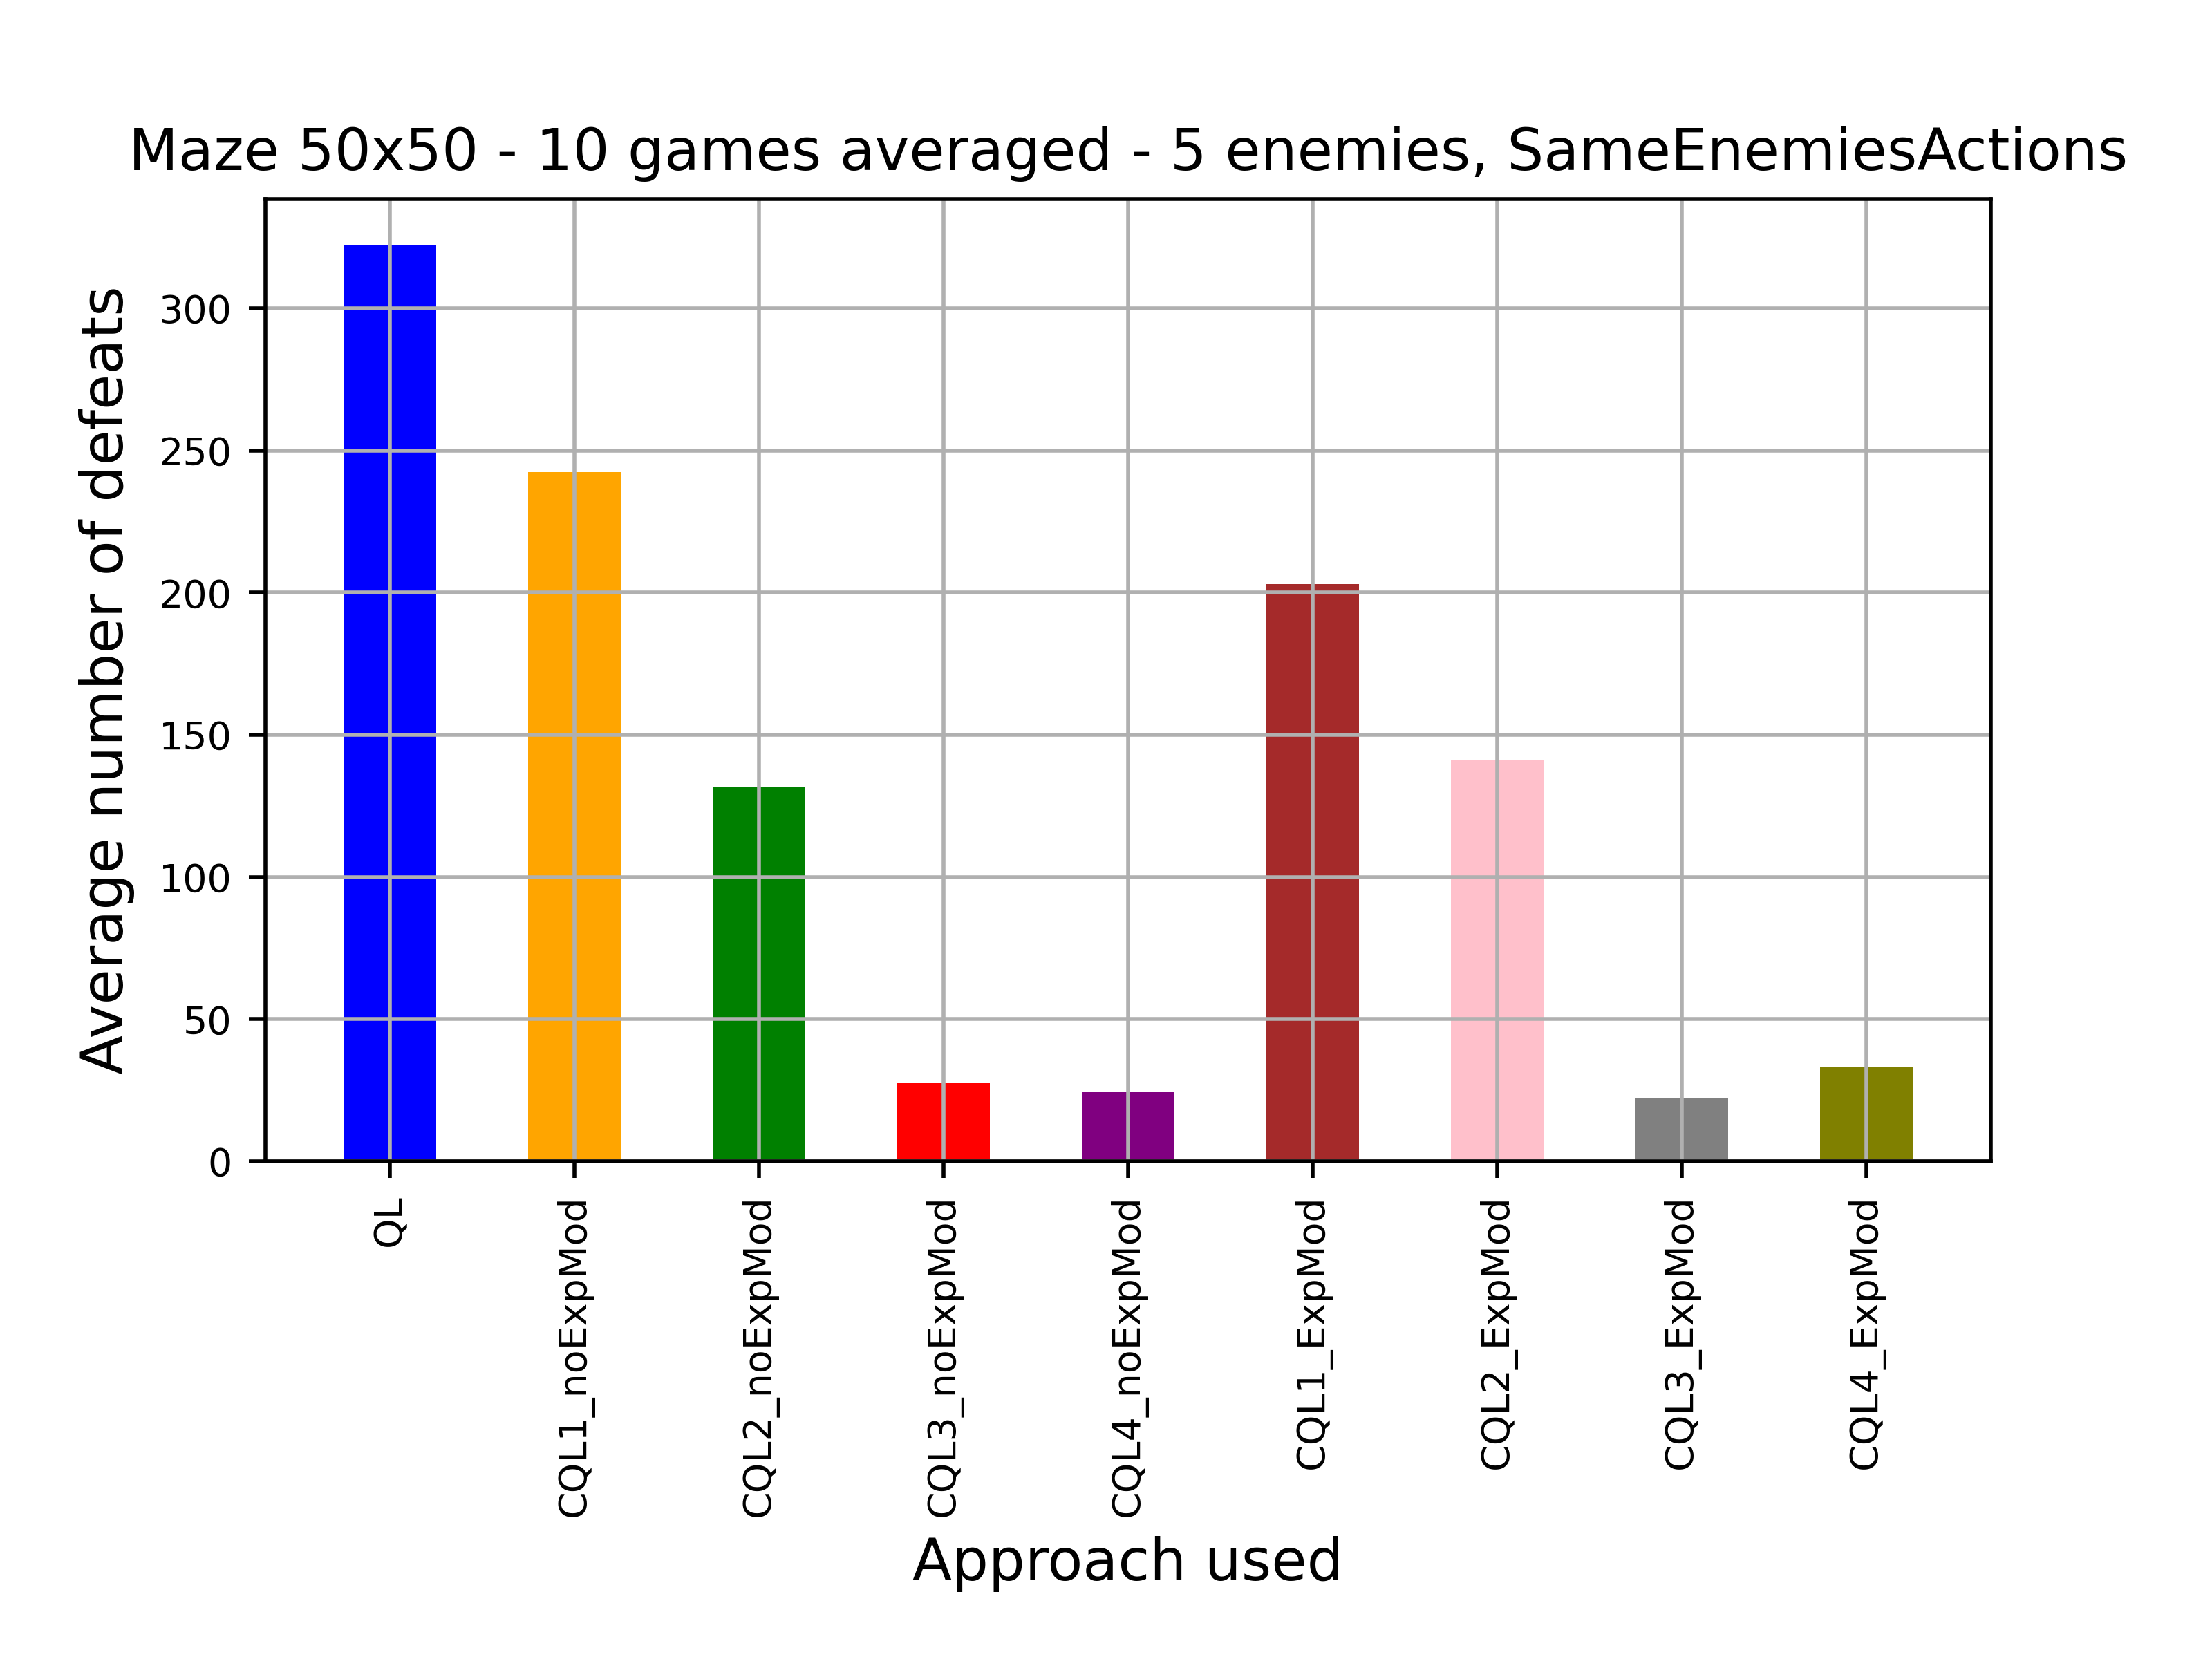 Maze 50x50 - 10 games averaged - 5 enemies, SameEnemiesActions
Average number of defeats
300
250
200
150
100
50
0
QL
CQL1_noExpMod
CQL2_noExpMod
CQL3_noExpMod
CQL4_noExpMod
CQL1_ExpMod
CQL2_ExpMod
CQL3_ExpMod
CQL4_ExpMod
Approach used